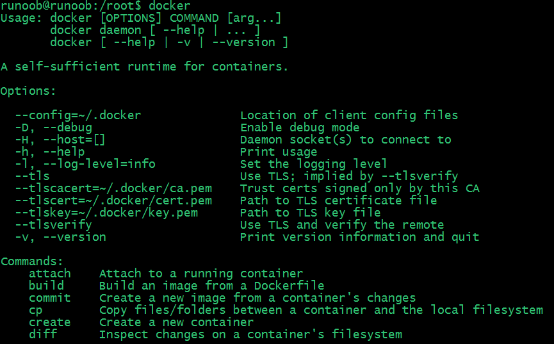 runoob@runoob:/root$ docker
Usage: docker [OPTIONS] COMMAND [arg...]
       docker daemon [ --help | ... ]
       docker [ --help | -v | --version ]

A self-sufficient runtime for containers.

Options:

  --config=~/.docker              Location of client config files
  -D, --debug                     Enable debug mode
  -H, --host=[]                   Daemon socket(s) to connect to
  -h, --help                      Print usage
  -l, --log-level=info            Set the logging level
  --tls                           Use TLS; implied by --tlsverify
  --tlscacert=~/.docker/ca.pem    Trust certs signed only by this CA
  --tlscert=~/.docker/cert.pem    Path to TLS certificate file
  --tlskey=~/.docker/key.pem      Path to TLS key file
  --tlsverify                     Use TLS and verify the remote
  -v, --version                   Print version information and quit

Commands:
    attach    Attach to a running container
    build     Build an image from a Dockerfile
    commit    Create a new image from a container's changes
    cp        Copy files/folders between a container and the local filesystem
    create    Create a new container
    diff      Inspect changes on a container's filesystem